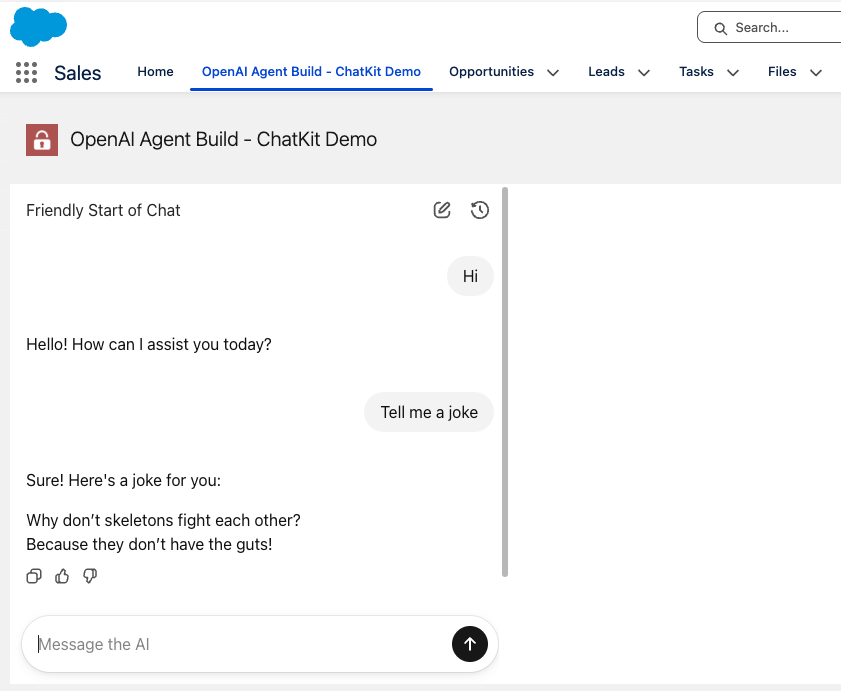 Search...
Sales Home OpenAI Agent Build - ChatKit Demo Opportunities Leads Tasks Files
OpenAI Agent Build - ChatKit Demo
Friendly Start of Chat
Hi
Hello! How can I assist you today?
Tell me a joke
Sure! Here's a joke for you:
Why don’t skeletons fight each other?
Because they don’t have the guts!
Message the AI